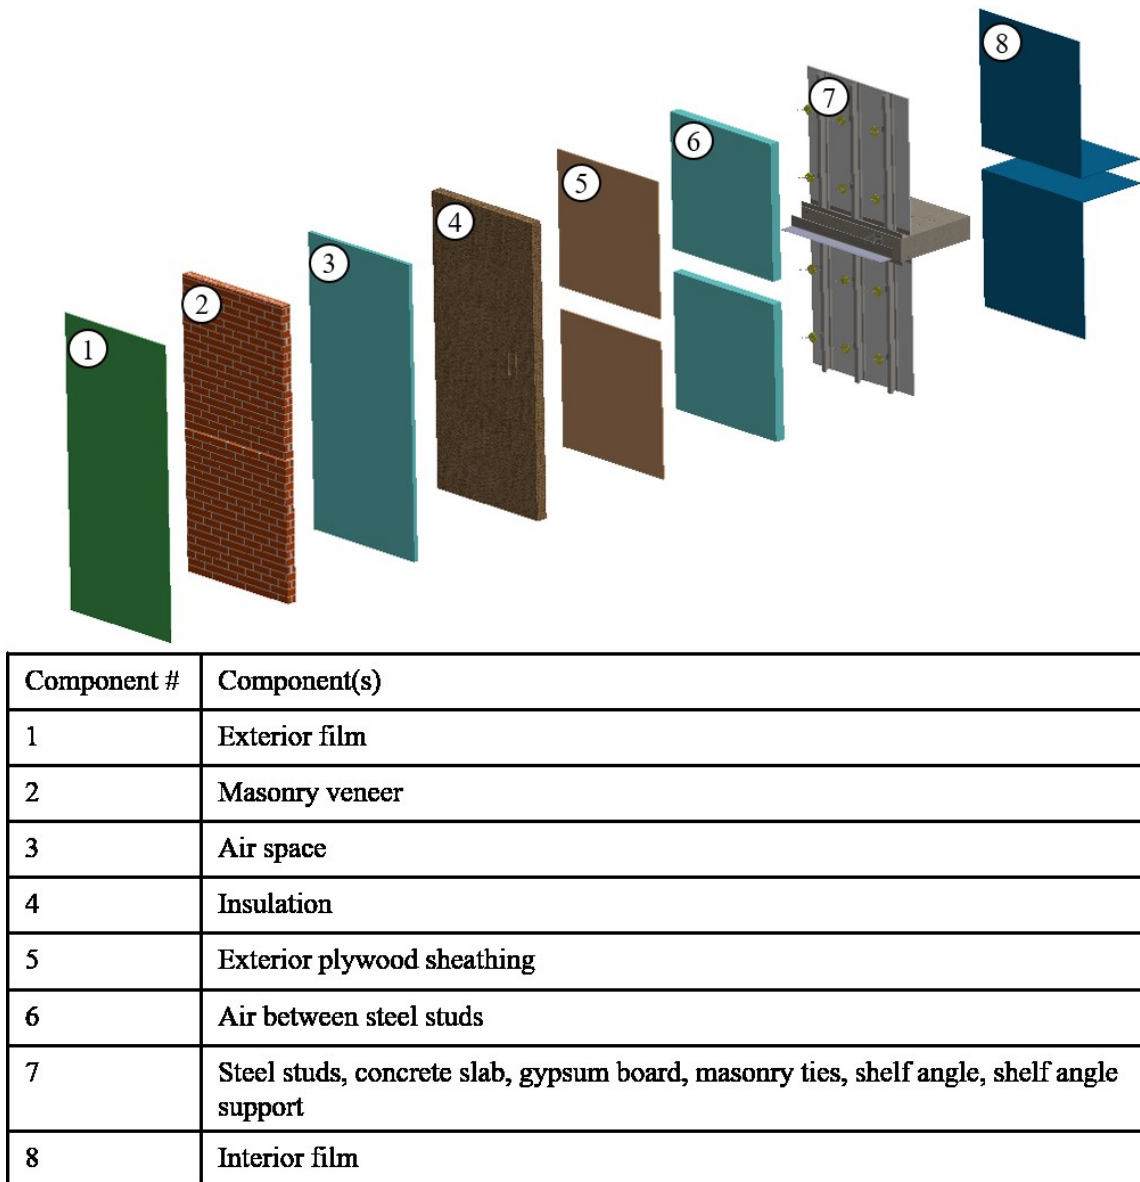 8
7
6
5
4
3
2
1
Component # Component(s)
1 Exterior film
2 Masonry veneer
3 Air space
4 Insulation
5 Exterior plywood sheathing
6 Air between steel studs
7 Steel studs, concrete slab, gypsum board, masonry ties, shelf angle, shelf angle
support
8 Interior film